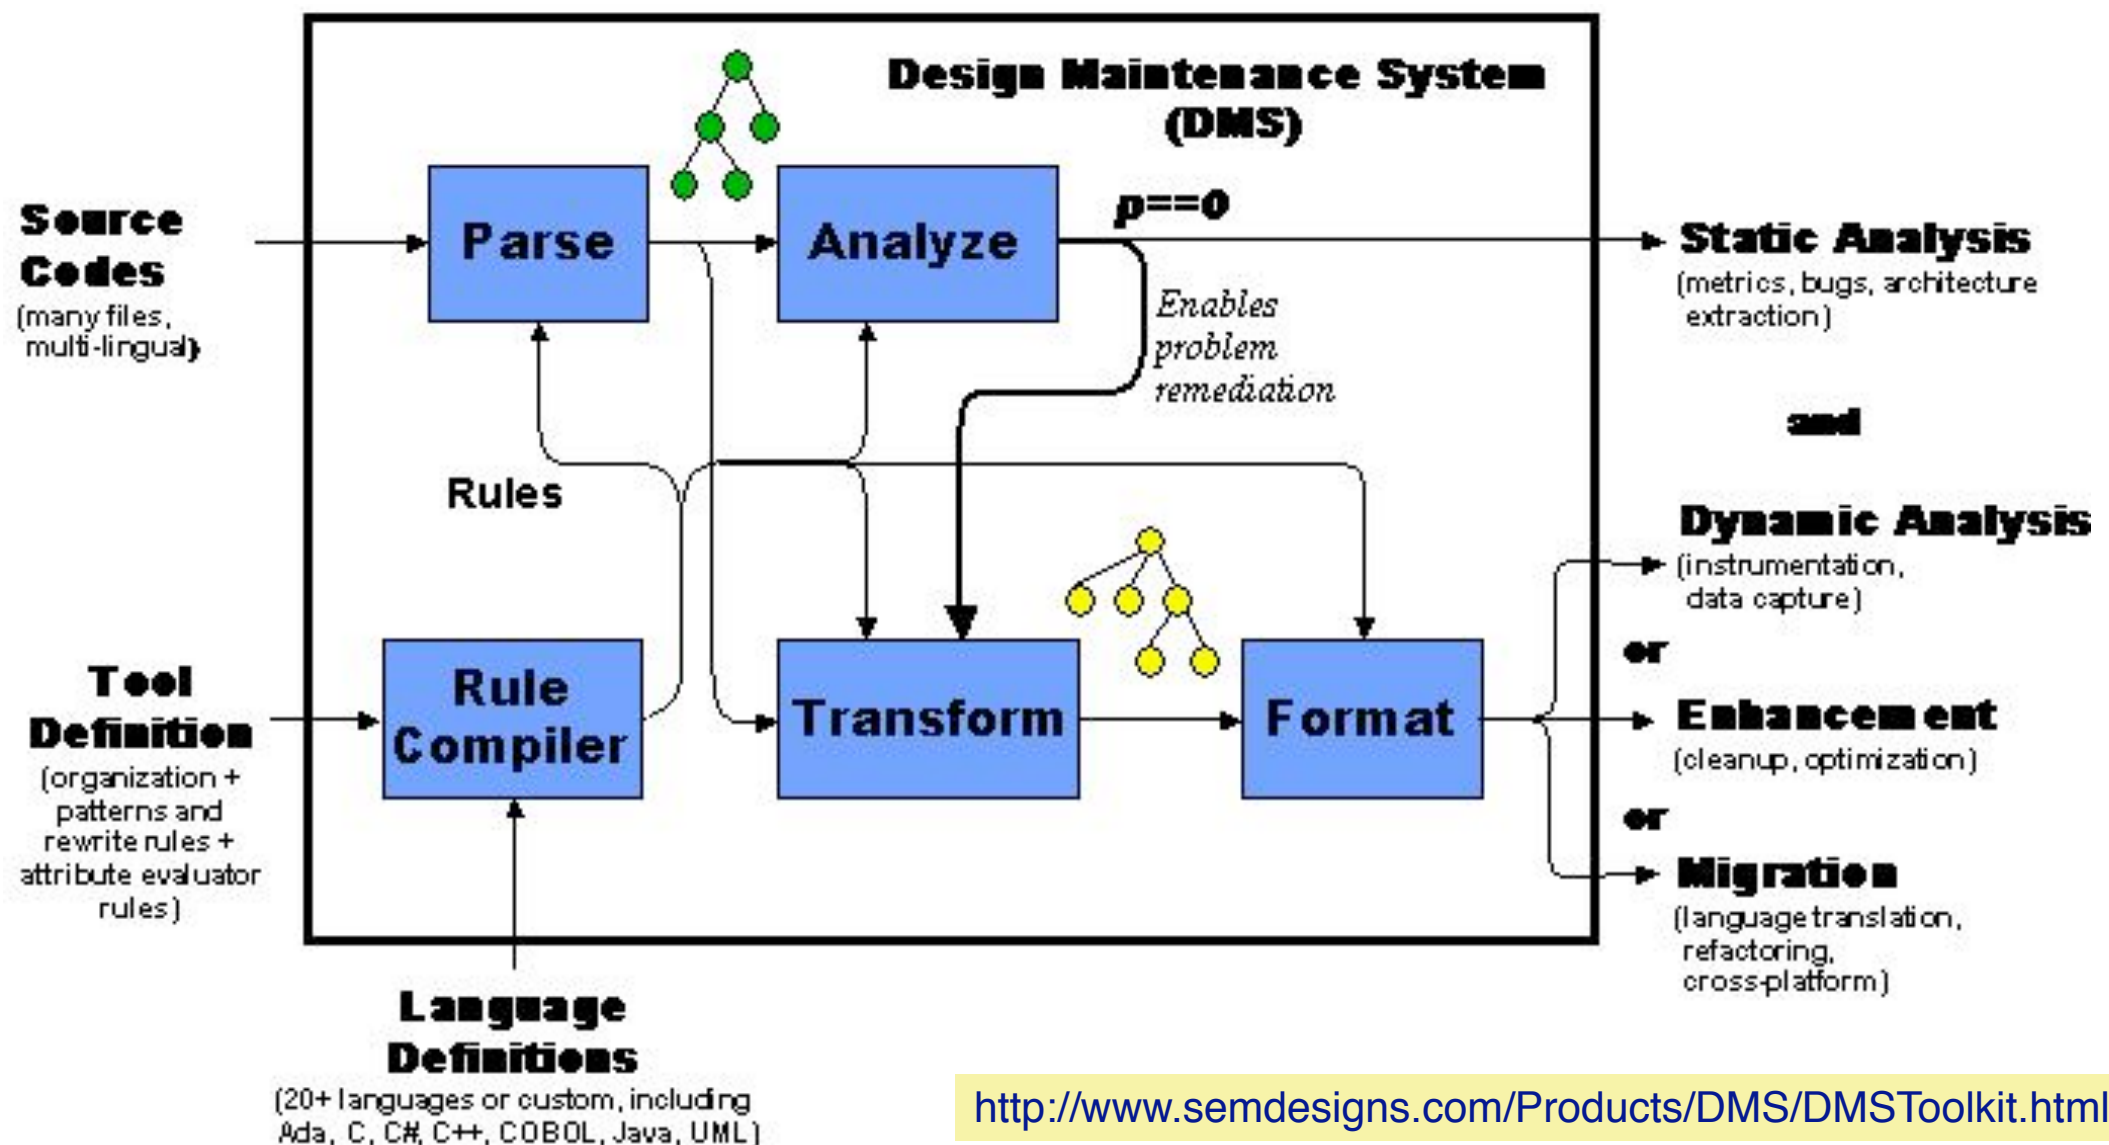 Design Maintenance System
(DMS)
Source
Codes
(many files,
multi-lingual)
Parse
Analyze
p==0
Enables
problem
remediation
Static Analysis
(metrics, bugs, architecture
extraction)
and
Rules
Dynamic Analysis
(instrumentation,
data capture)
or
Tool
Definition
(organization +
patterns and
rewrite rules +
attribute evaluator
rules)
Rule
Compiler
Transform
Format
Enhancement
(cleanup, optimization)
or
Migration
(language translation,
refactoring,
cross-platform)
Language
Definitions
(20+ languages or custom, including
Ada, C, C#, C++, COBOL, Java, UML)
http://www.semdesigns.com/Products/DMS/DMSToolkit.html